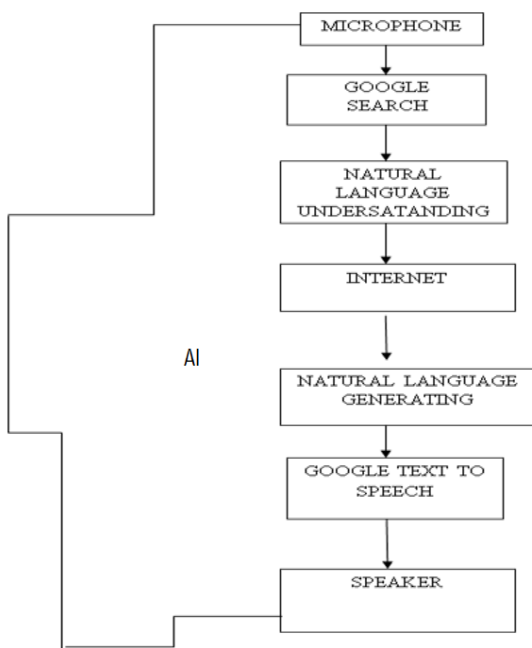 MICROPHONE
GOOGLE
SEARCH
NATURAL
LANGUAGE
UNDERSATANDING
INTERNET
AI
NATURAL LANGUAGE
GENERATING
GOOGLE TEXT TO
SPEECH
SPEAKER